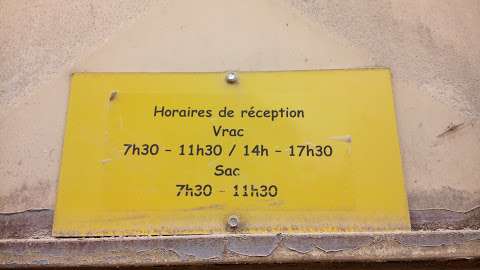 Horaires de réception
Vrac
7h30 - 11h30 / 14h - 17h30
Sac
7h30 - 11h30